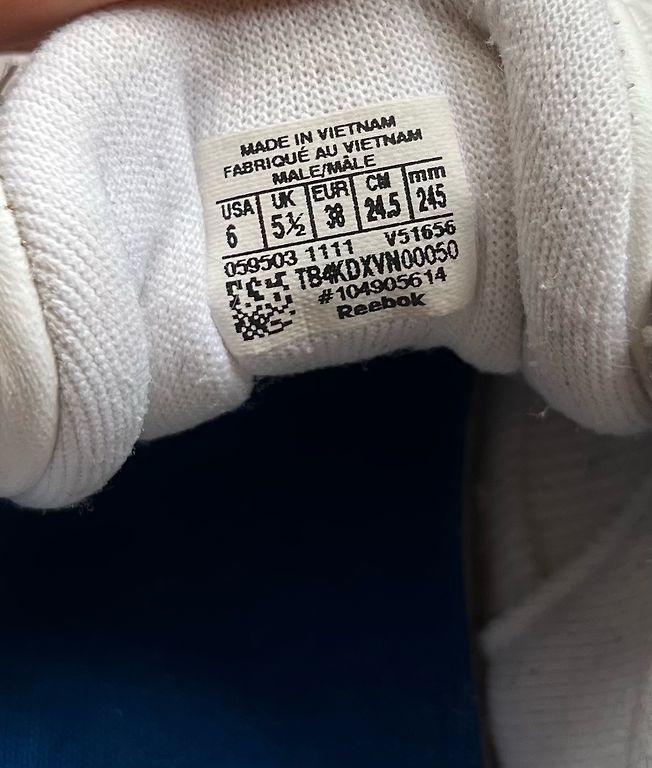 MADE IN VIETNAM
FABRIQUÉ AU VIETNAM
MALE/MÂLE
USA UK EUR CM mm
6 5½ 38 24.5 245
059503 1111 V51656
TB4KDXVN00050
#104905614
Reebok